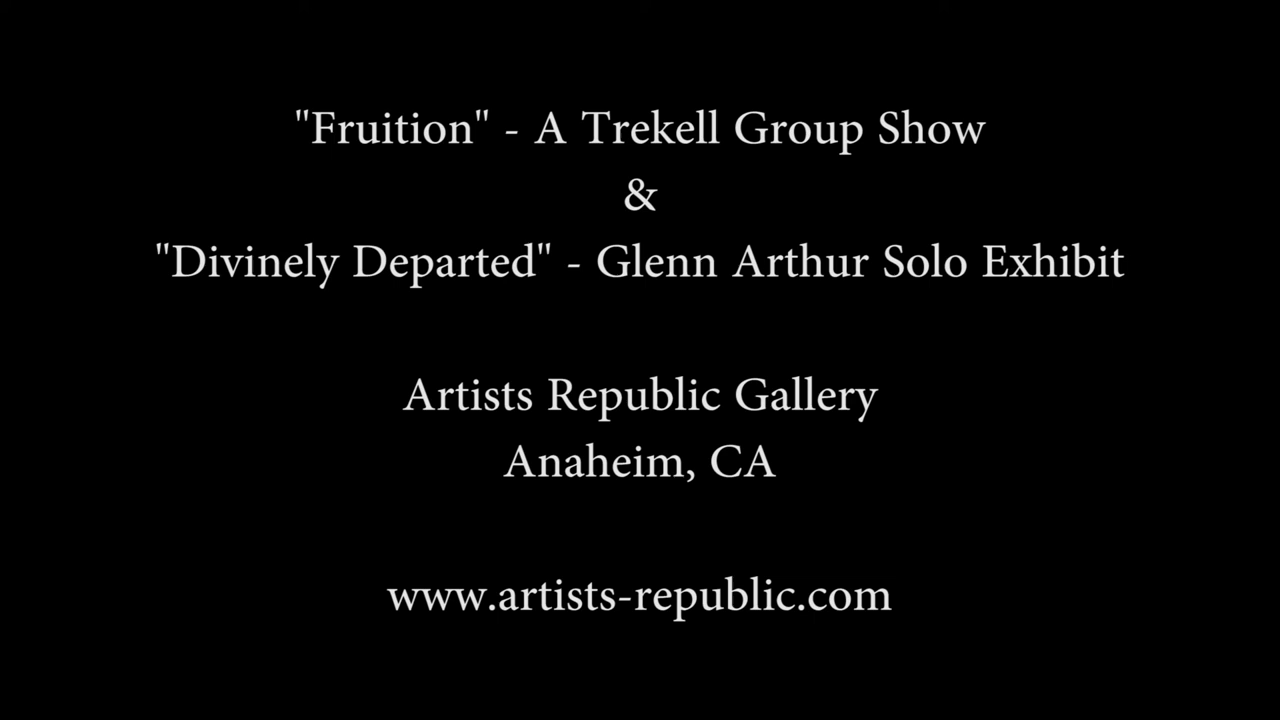 "Fruition" - A Trekell Group Show
&
"Divinely Departed" - Glenn Arthur Solo Exhibit
Artists Republic Gallery
Anaheim, CA
www.artists-republic.com